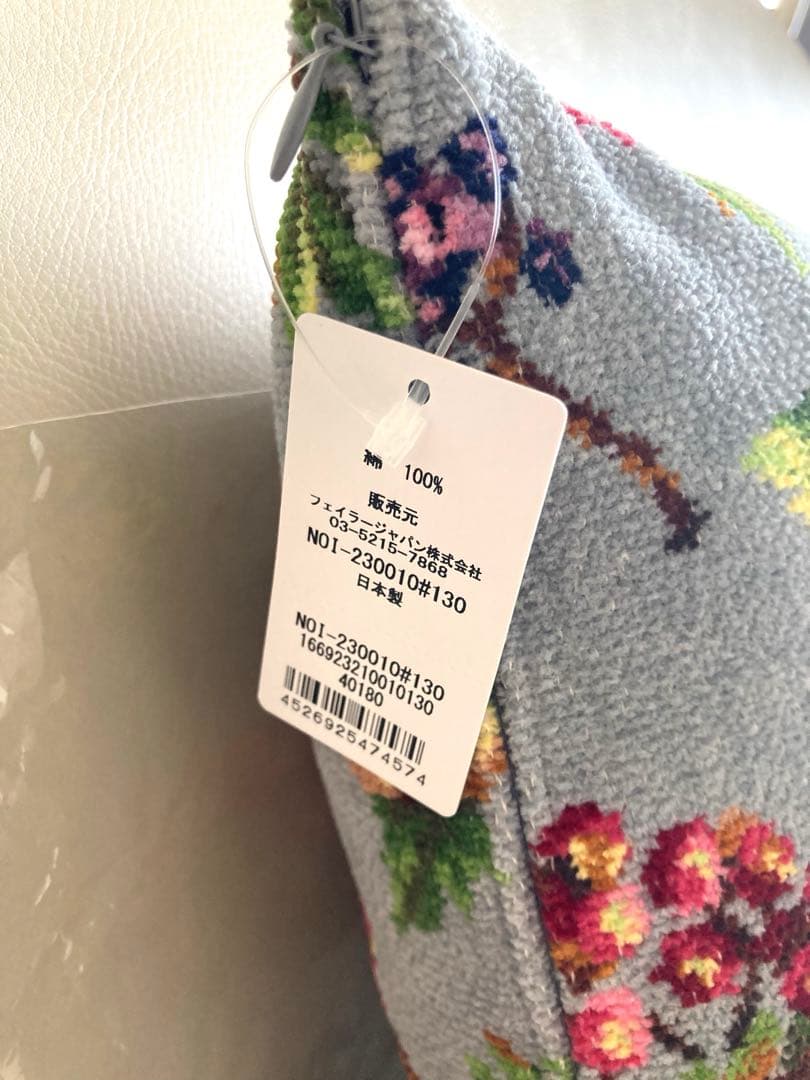 綿 100%
販売元
フェイラージャパン株式会社
03-5215-7868
NOI-230010#130
日本製
NOI-230010#130
166923210010130
40180
4526925474574